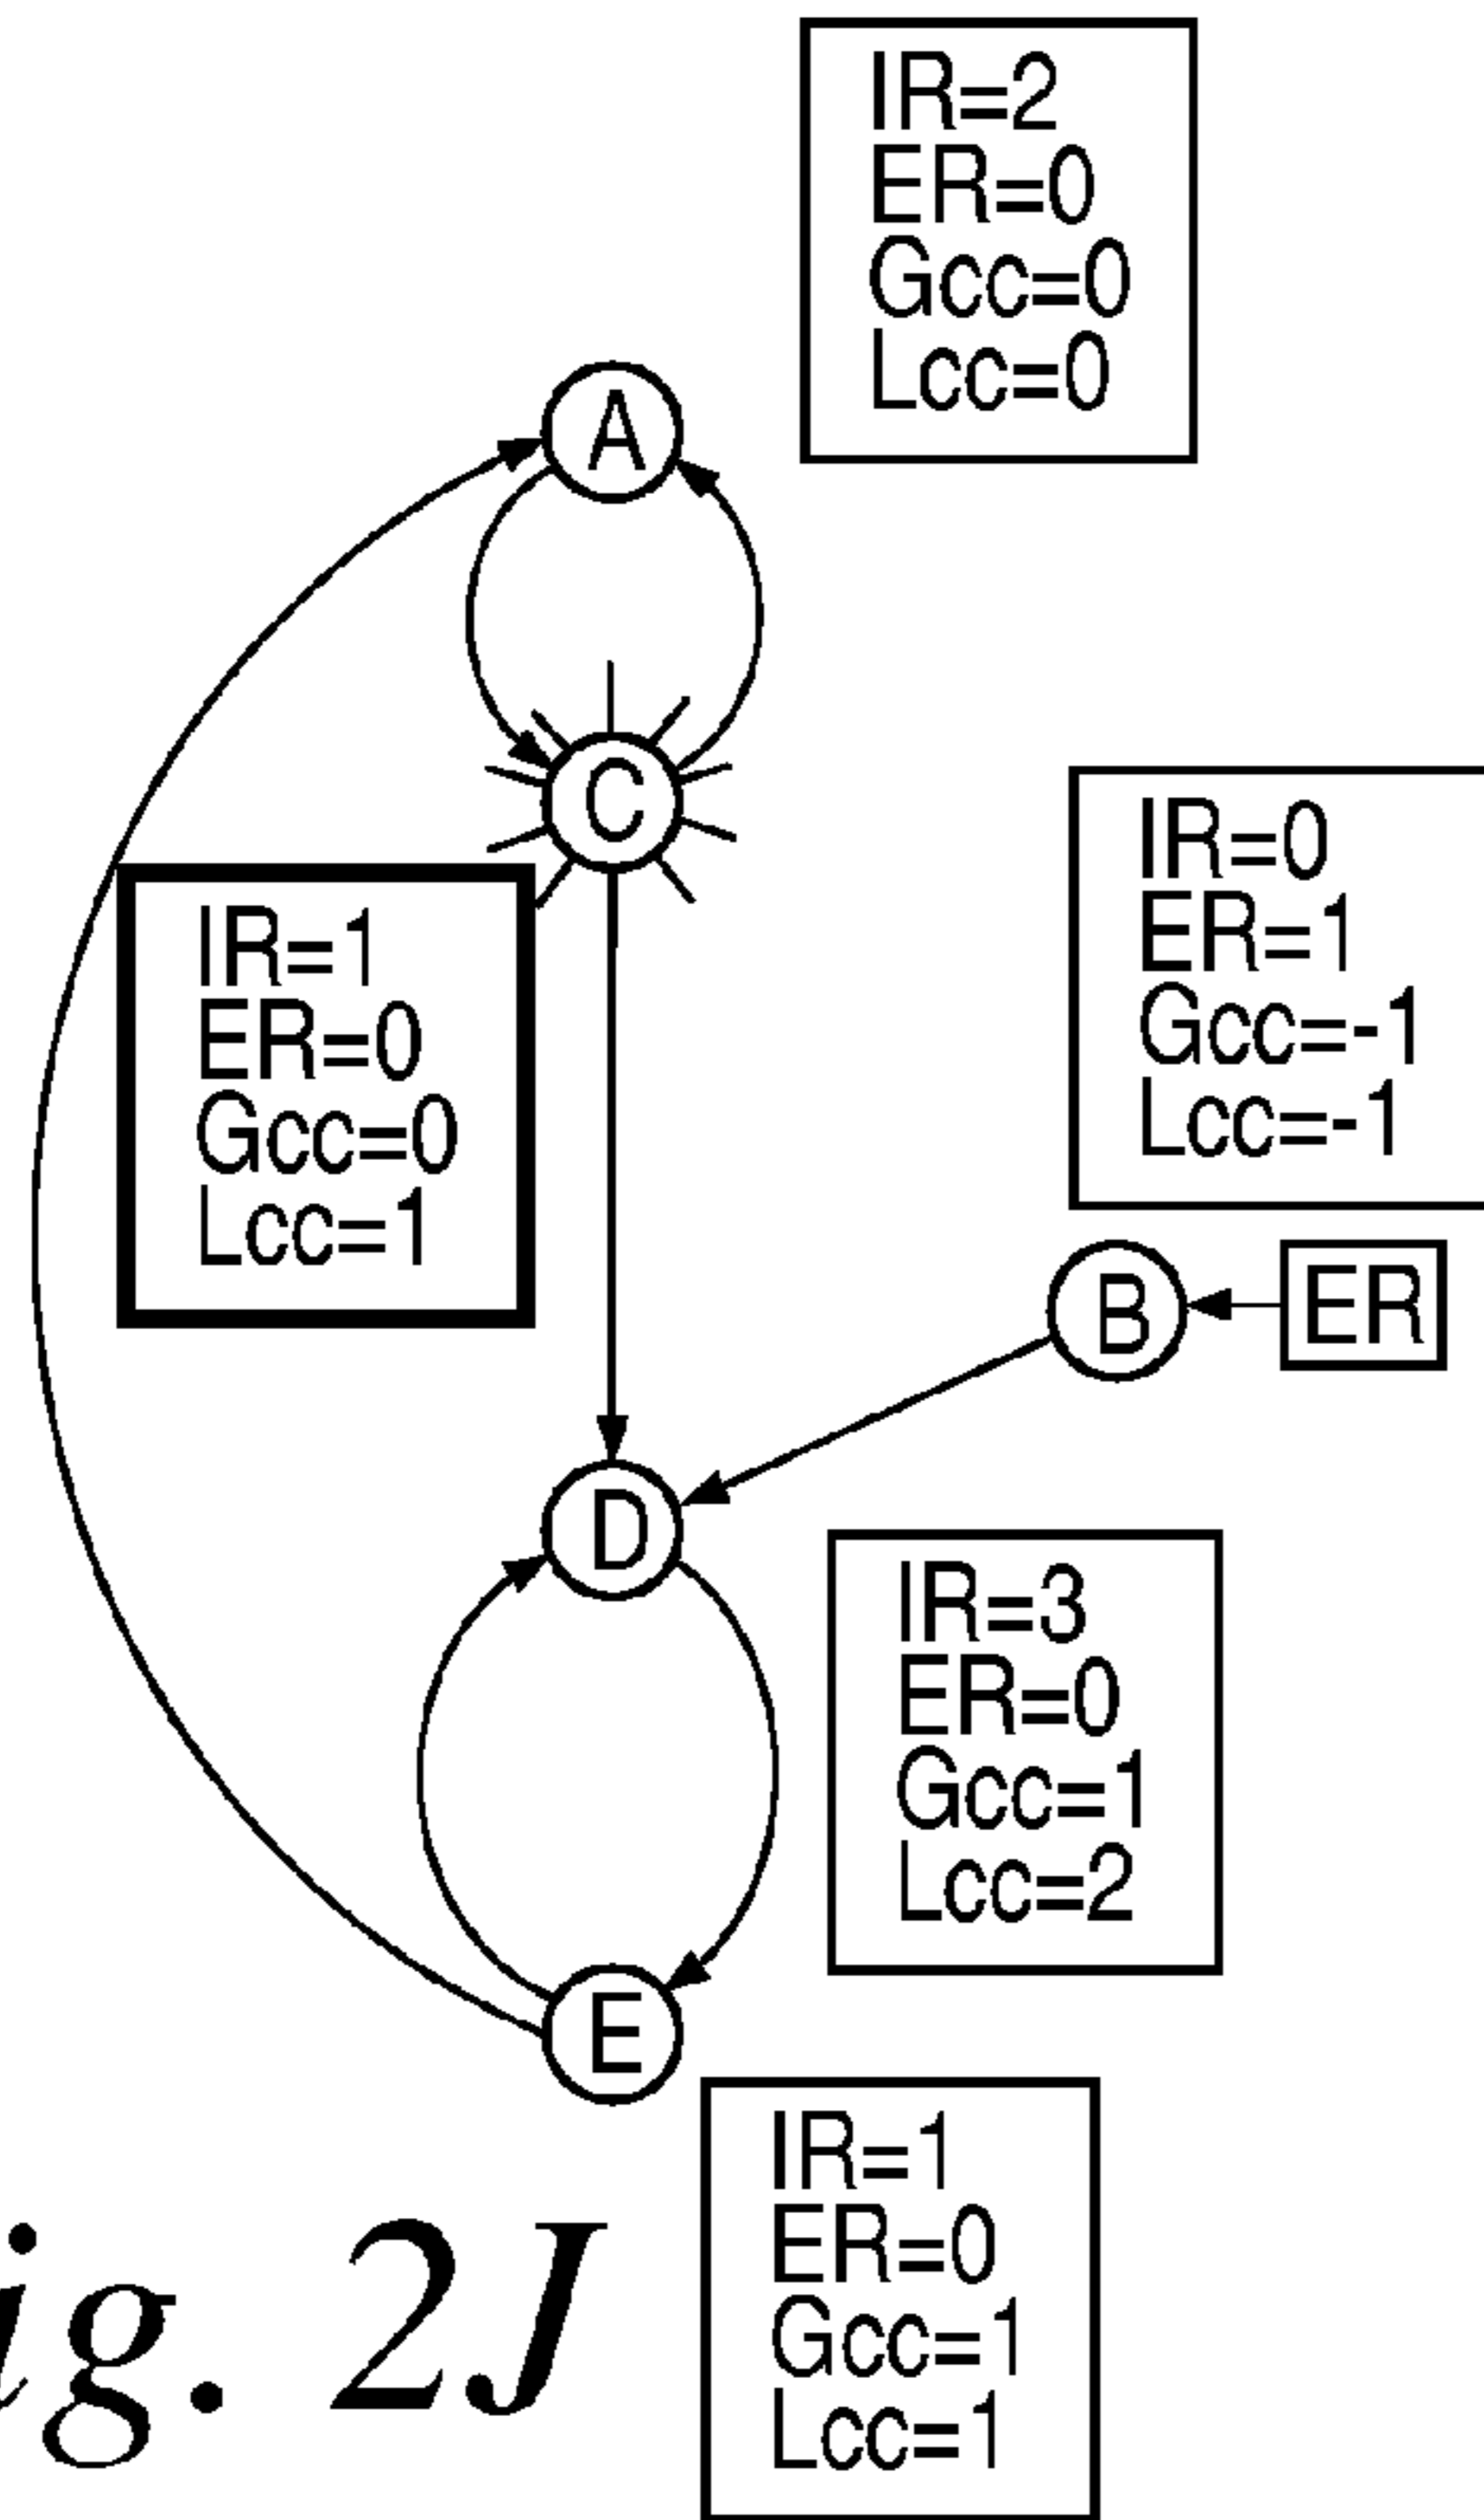 IR=2
ER=0
Gcc=0
Lcc=0
A
C
IR=0
ER=1
Gcc=-1
Lcc=-1
IR=1
ER=0
Gcc=0
Lcc=1
B
ER
D
IR=3
ER=0
Gcc=1
Lcc=2
E
IR=1
ER=0
Gcc=1
Lcc=1
ig. 2J